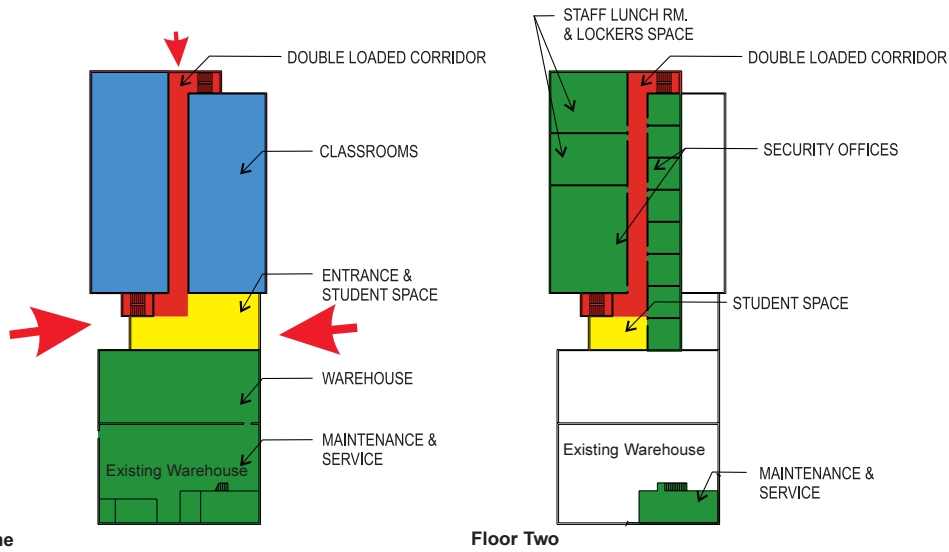 DOUBLE LOADED CORRIDOR
CLASSROOMS
ENTRANCE &
STUDENT SPACE
WAREHOUSE
MAINTENANCE &
SERVICE
Existing Warehouse
STAFF LUNCH RM.
& LOCKERS SPACE
DOUBLE LOADED CORRIDOR
SECURITY OFFICES
STUDENT SPACE
Existing Warehouse
MAINTENANCE &
SERVICE
Floor Two